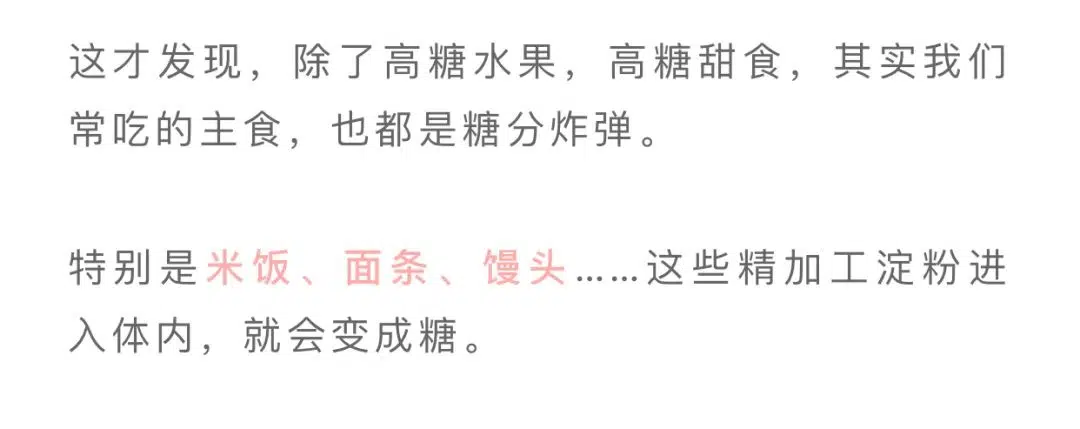 这才发现，除了高糖水果，高糖甜食，其实我们
常吃的主食，也都是糖分炸弹。
特别是米饭、面条、馒头……这些精加工淀粉进
入体内，就会变成糖。